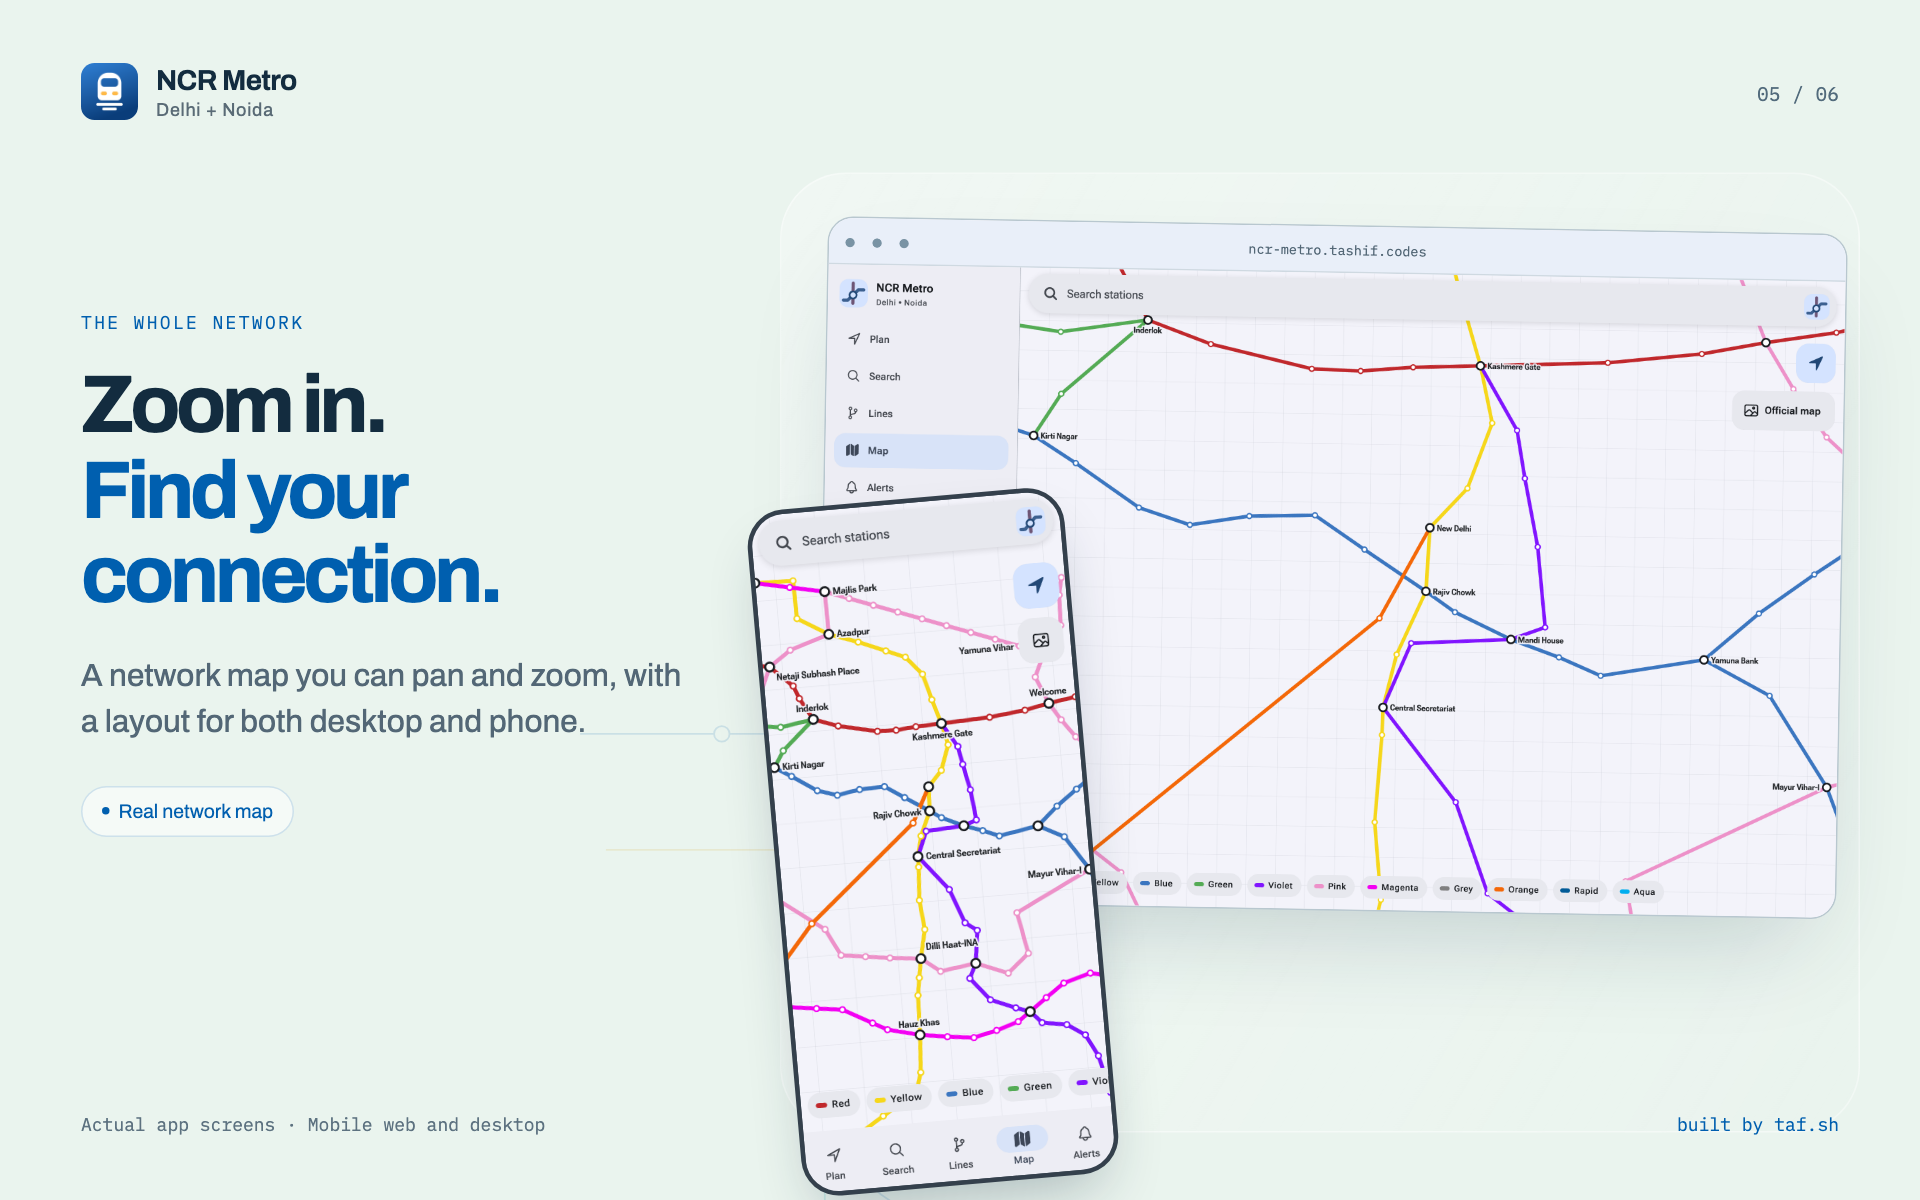 NCR Metro
Delhi + Noida
05 / 06
THE WHOLE NETWORK
Zoom in.
Find your
connection.
A network map you can pan and zoom, with
a layout for both desktop and phone.
Real network map
Actual app screens · Mobile web and desktop
built by taf.sh
ncr-metro.tashif.codes
NCR Metro
Delhi • Noida
Plan
Search
Lines
Map
Alerts
Search stations
Official map
Inderlok
Kashmere Gate
Kirti Nagar
New Delhi
Rajiv Chowk
Mandi House
Yamuna Bank
Central Secretariat
Mayur Vihar-I
ellow
Blue
Green
Violet
Pink
Magenta
Grey
Orange
Rapid
Aqua
Search stations
Majlis Park
Azadpur
Yamuna Vihar
Netaji Subhash Place
Welcome
Inderlok
Kashmere Gate
Kirti Nagar
Rajiv Chowk
Central Secretariat
Mayur Vihar-I
Dilli Haat-INA
Hauz Khas
Red
Yellow
Blue
Green
Vio
Plan
Search
Lines
Map
Alerts